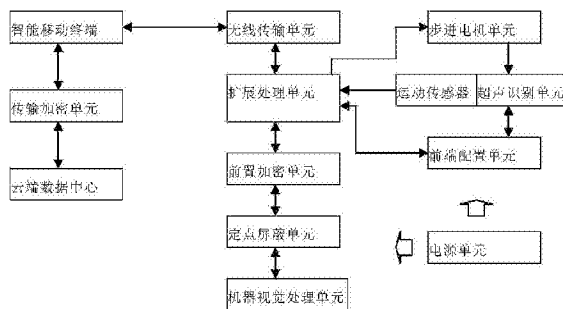 智能移动终端
无线传输单元
步进电机单元
传输加密单元
扩展处理单元
运动传感器
超声识别单元
云端数据中心
前置加密单元
前端配置单元
定点屏蔽单元
电源单元
机器视觉处理单元